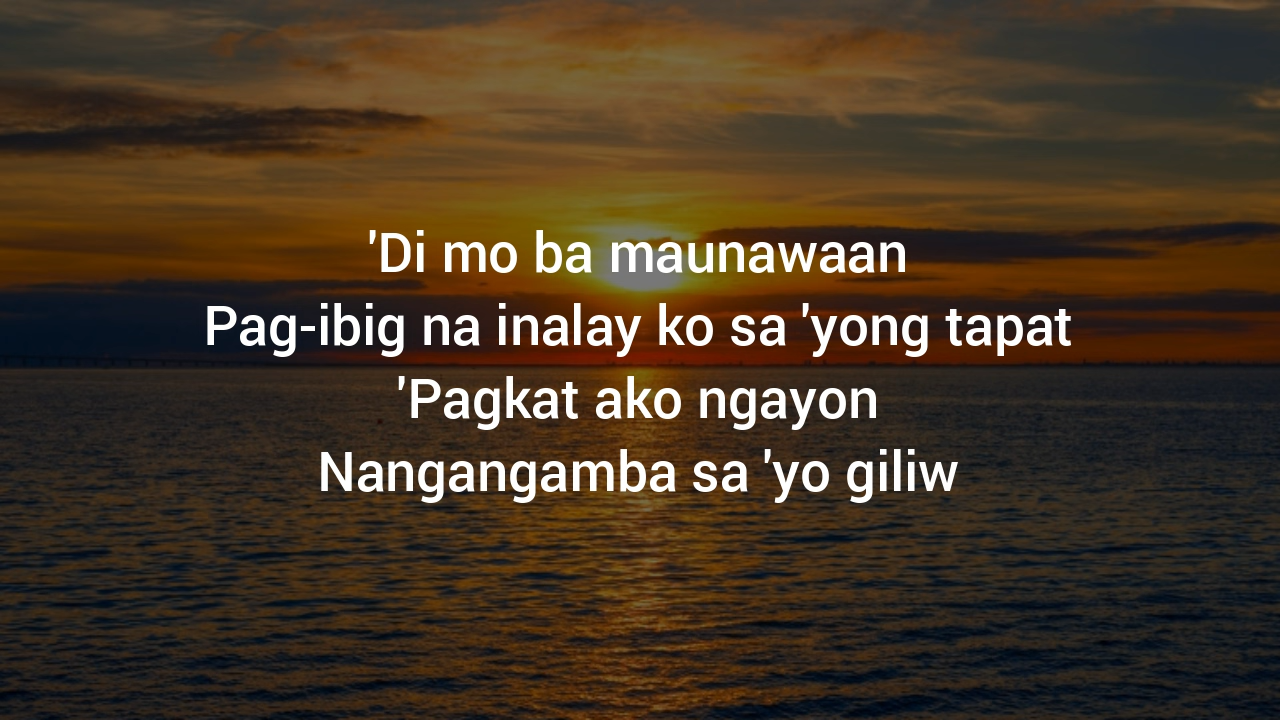 'Di mo ba maunawaan
Pag-ibig na inalay ko sa 'yong tapat
'Pagkat ako ngayon
Nangangamba sa 'yo giliw